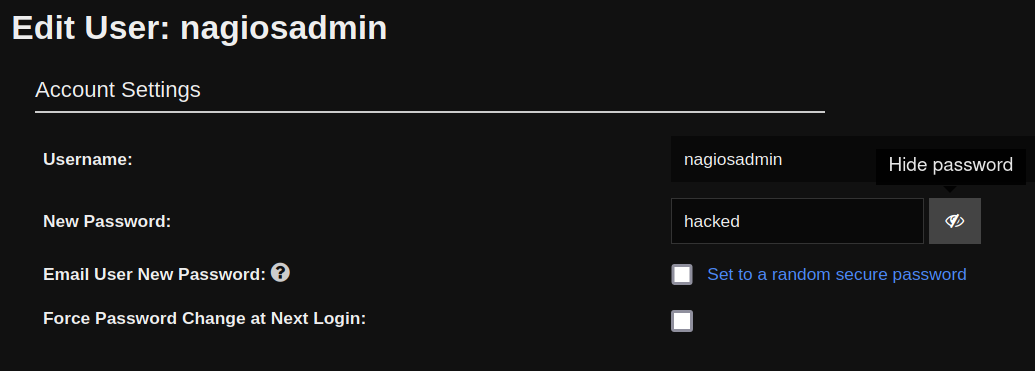 Edit User: nagiosadmin
Account Settings
Username:
nagiosadmin
Hide password
New Password:
hacked
Email User New Password: ?
Set to a random secure password
Force Password Change at Next Login: